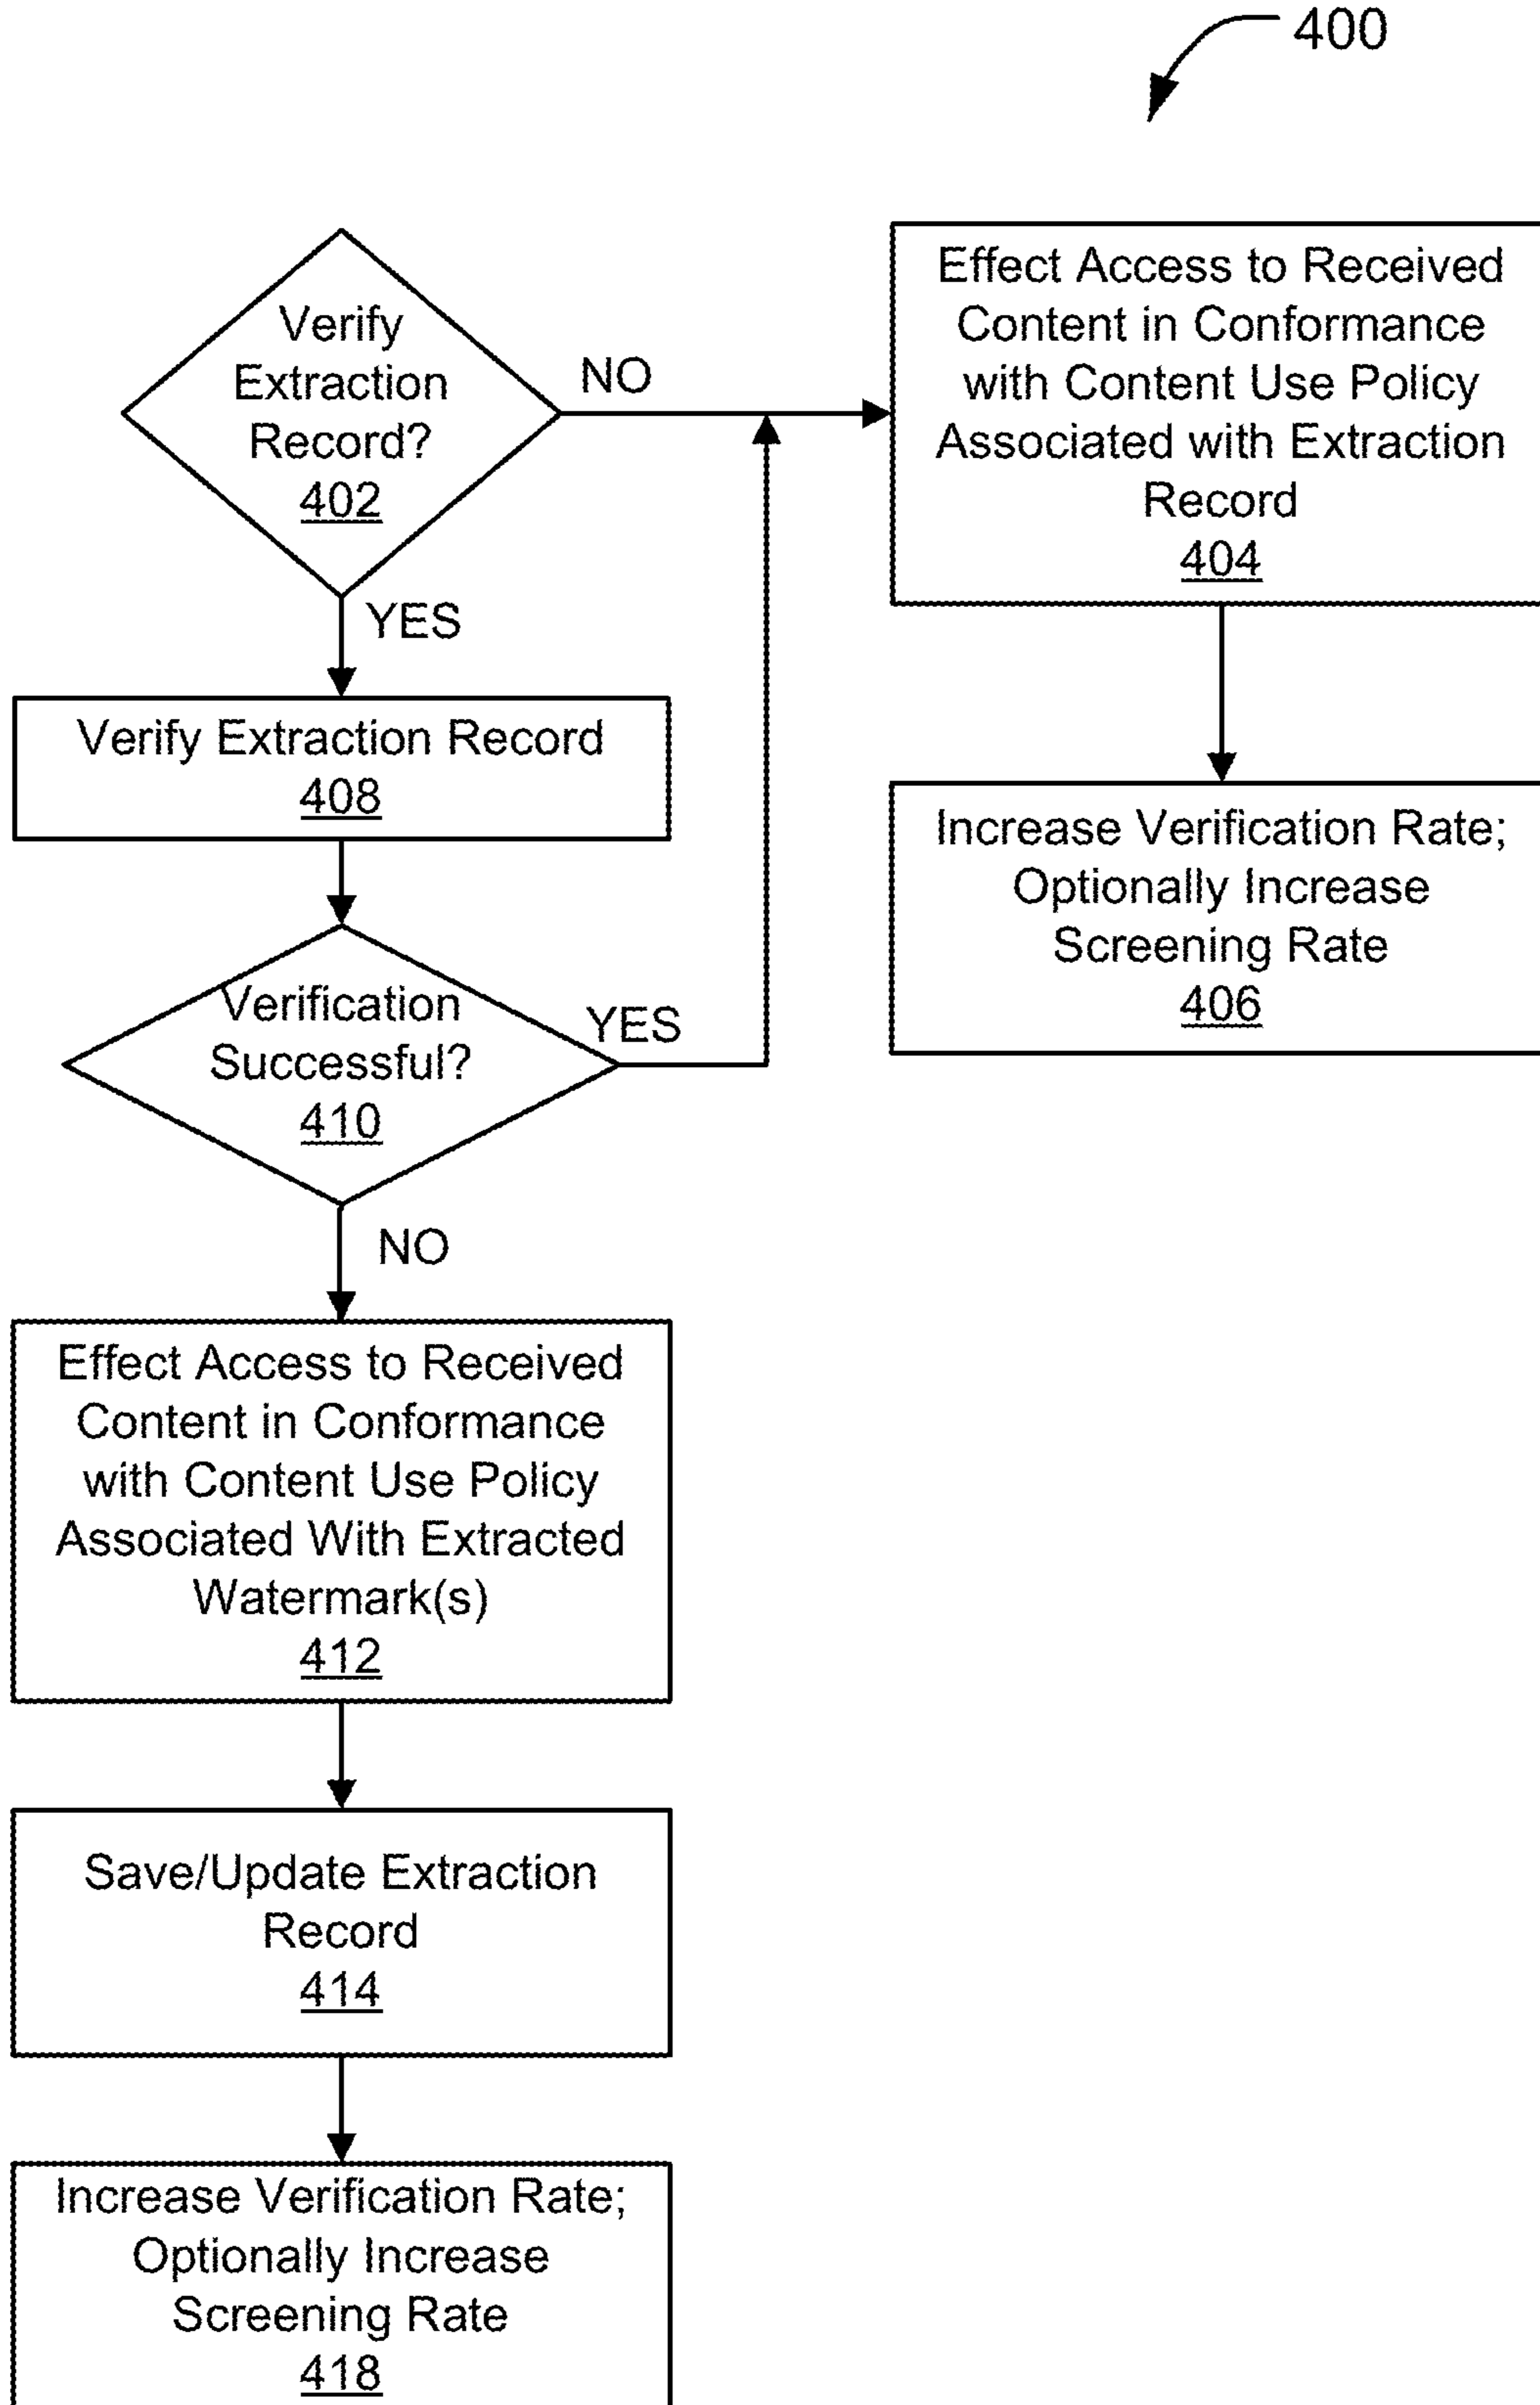 400
Verify
Extraction
Record?
402
NO
YES
Effect Access to Received
Content in Conformance
with Content Use Policy
Associated with Extraction
Record
404
Verify Extraction Record
408
Increase Verification Rate;
Optionally Increase
Screening Rate
406
Verification
Successful?
410
YES
NO
Effect Access to Received
Content in Conformance
with Content Use Policy
Associated With Extracted
Watermark(s)
412
Save/Update Extraction
Record
414
Increase Verification Rate;
Optionally Increase
Screening Rate
418